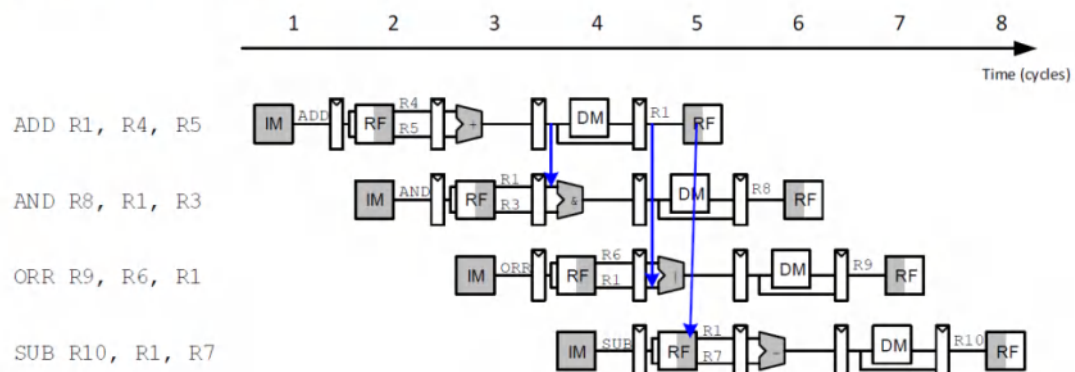 1 2 3 4 5 6 7 8
Time (cycles)
ADD R1, R4, R5 IM ADD RF R4 R5 + DM R1 RF
AND R8, R1, R3 IM AND RF R1 R3 & DM R8 RF
ORR R9, R6, R1 IM ORR RF R6 R1 | DM R9 RF
SUB R10, R1, R7 IM SUB RF R1 R7 - DM R10 RF